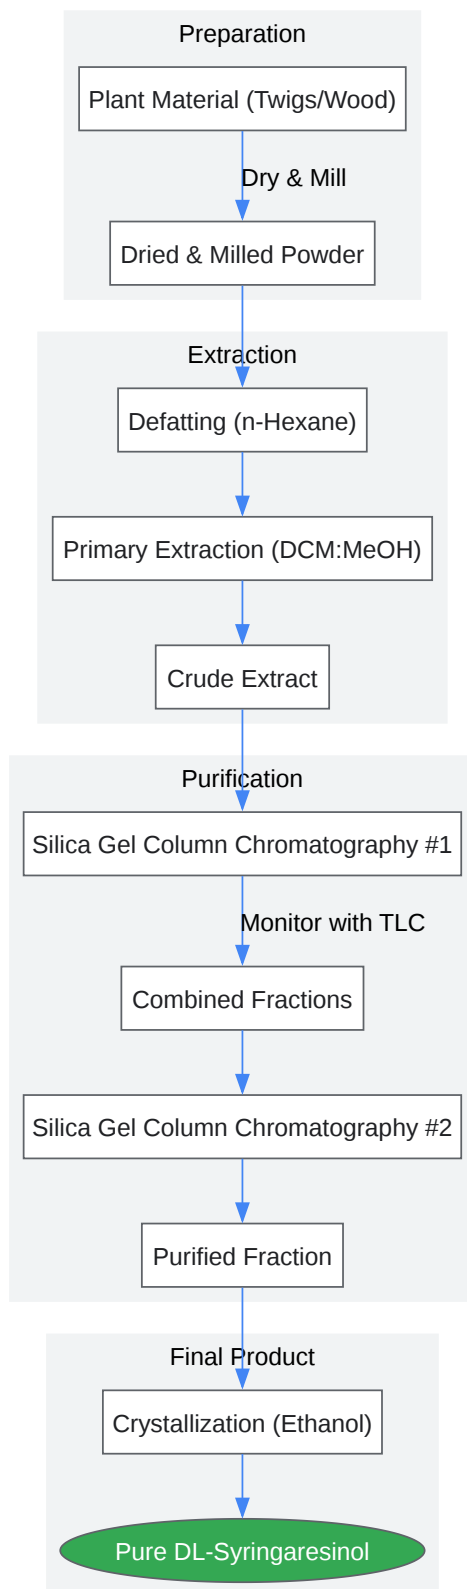 Preparation
Plant Material (Twigs/Wood)
Dry & Mill
Dried & Milled Powder
Extraction
Defatting (n-Hexane)
Primary Extraction (DCM:MeOH)
Crude Extract
Purification
Silica Gel Column Chromatography #1
Monitor with TLC
Combined Fractions
Silica Gel Column Chromatography #2
Purified Fraction
Final Product
Crystallization (Ethanol)
Pure DL-Syringaresinol